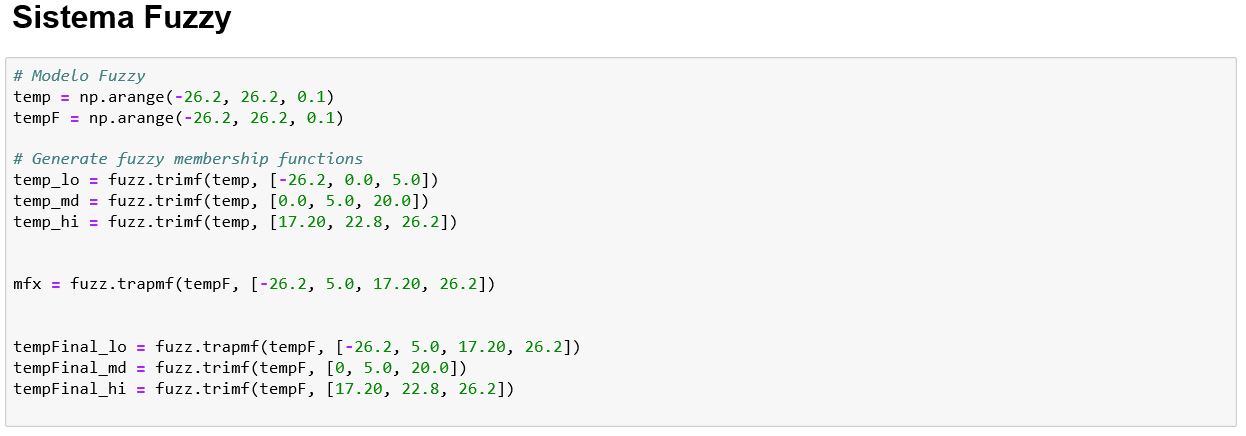 Sistema Fuzzy
# Modelo Fuzzy
temp = np.arange(-26.2, 26.2, 0.1)
tempF = np.arange(-26.2, 26.2, 0.1)
# Generate fuzzy membership functions
temp_lo = fuzz.trimf(temp, [-26.2, 0.0, 5.0])
temp_md = fuzz.trimf(temp, [0.0, 5.0, 20.0])
temp_hi = fuzz.trimf(temp, [17.20, 22.8, 26.2])
mfx = fuzz.trapmf(tempF, [-26.2, 5.0, 17.20, 26.2])
tempFinal_lo = fuzz.trapmf(tempF, [-26.2, 5.0, 17.20, 26.2])
tempFinal_md = fuzz.trimf(tempF, [0, 5.0, 20.0])
tempFinal_hi = fuzz.trimf(tempF, [17.20, 22.8, 26.2])